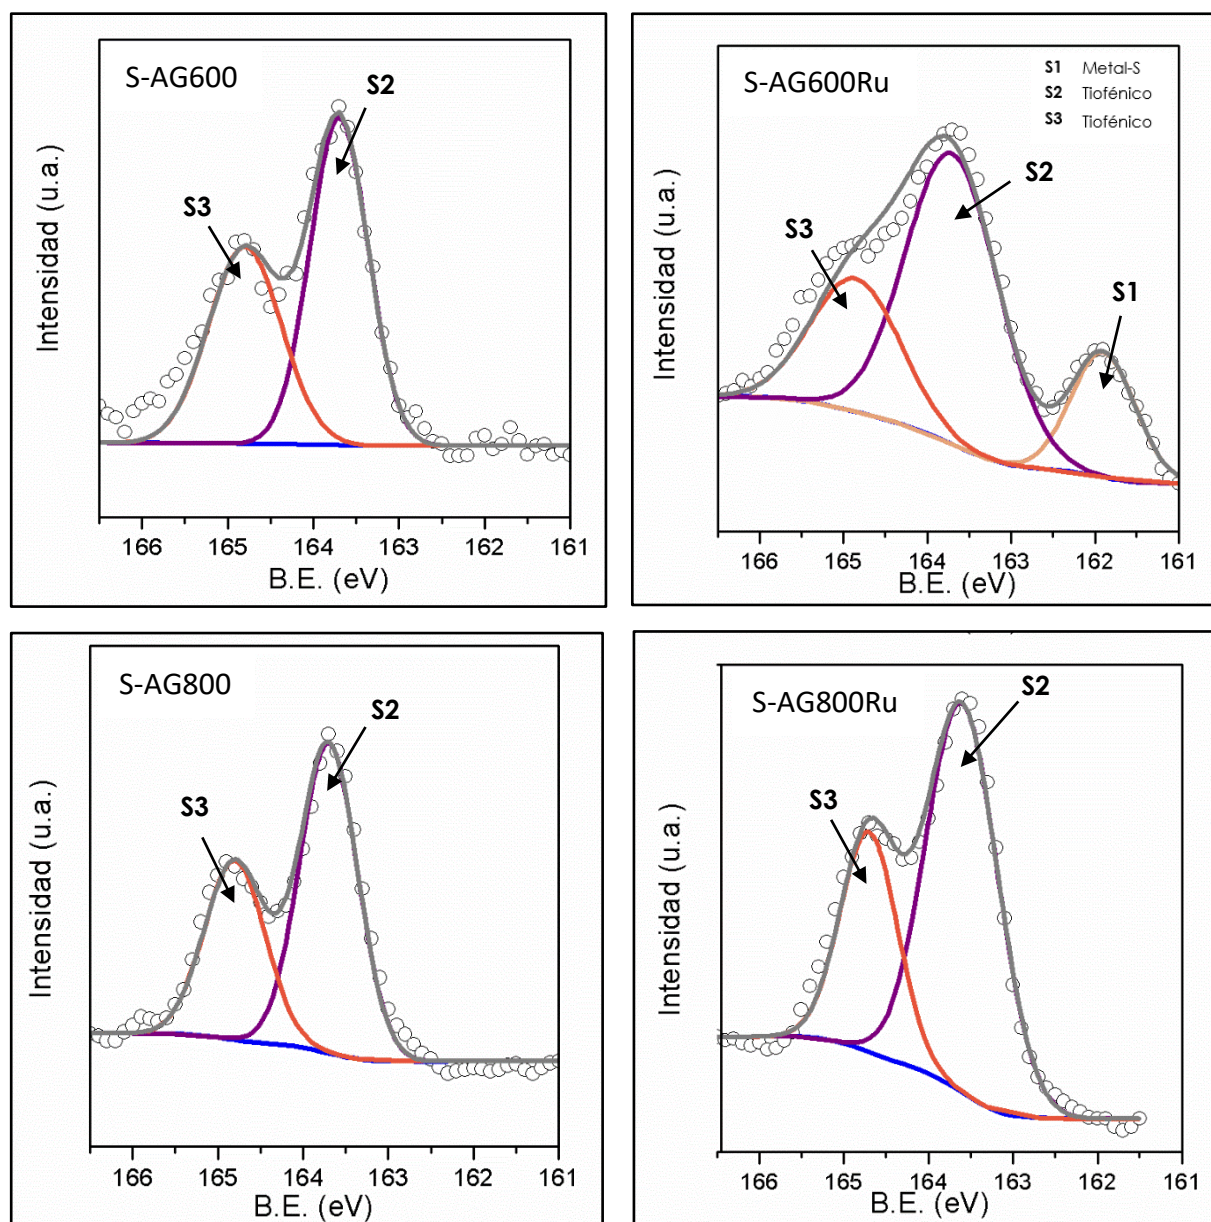 S-AG600
S2
S3
Intensidad (u.a.)
166 165 164 163 162 161
B.E. (eV)
S-AG600Ru
S1 Metal-S
S2 Tiofénico
S3 Tiofénico
S2
S3
S1
Intensidad (u.a.)
166 165 164 163 162 161
B.E. (eV)
S-AG800
S2
S3
Intensidad (u.a.)
166 165 164 163 162 161
B.E. (eV)
S-AG800Ru
S2
S3
Intensidad (u.a.)
166 165 164 163 162 161
B.E. (eV)